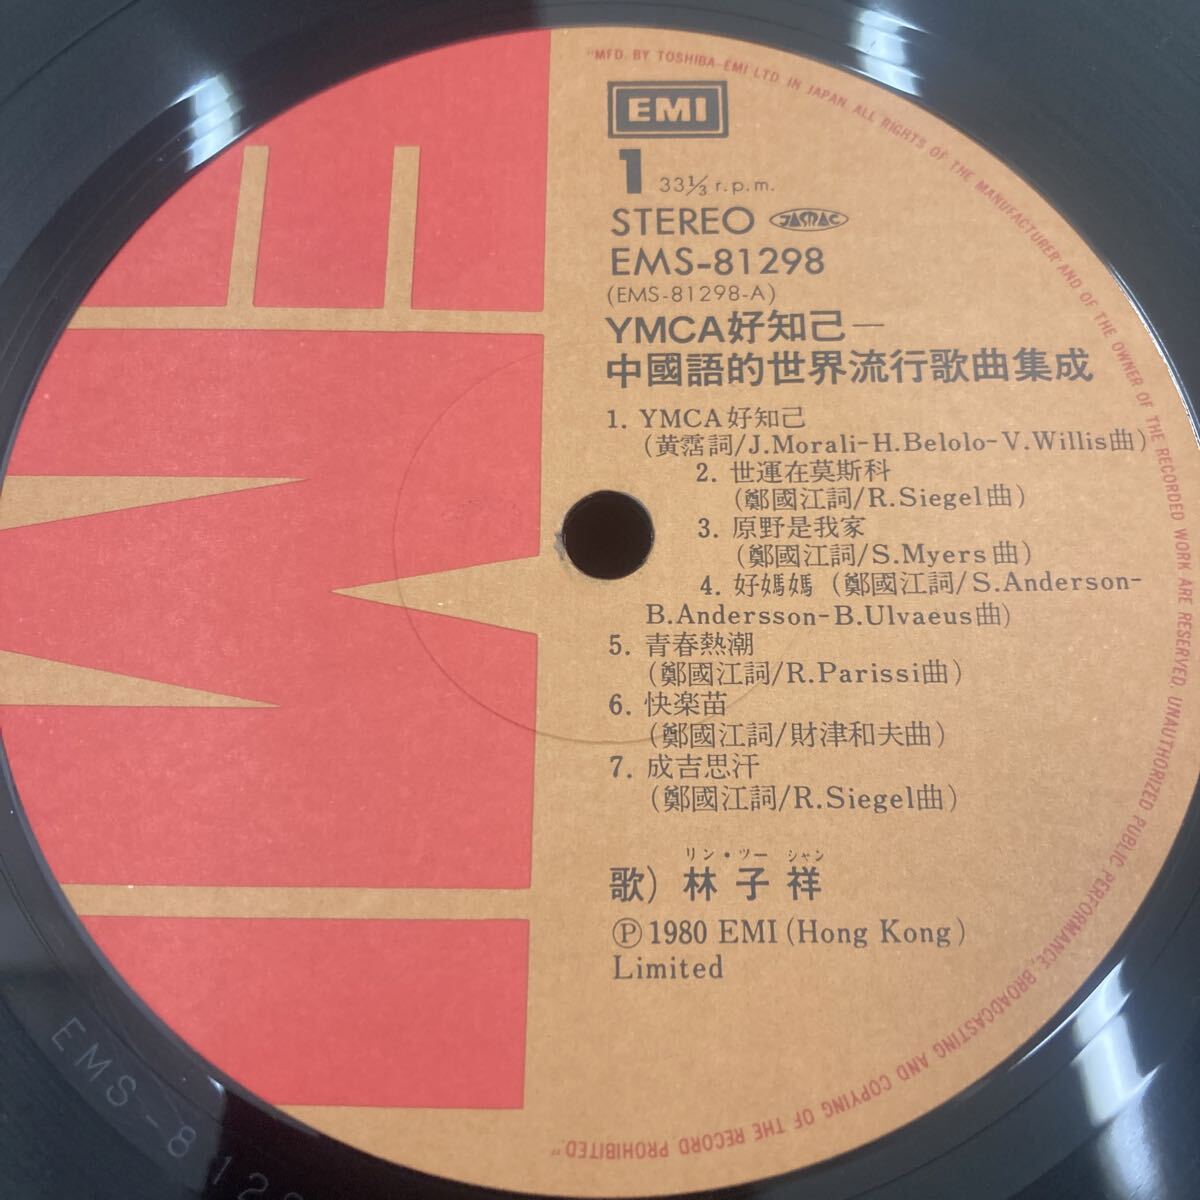 "MFD. BY TOSHIBA-EMI LTD. IN JAPAN. ALL RIGHTS OF THE MANUFACTURER AND OF THE OWNER OF THE RECORDED WORK ARE RESERVED. UNAUTHORIZED PUBLIC PERFORMANCE, BROADCASTING AND COPYING OF THE RECORD PROHIBITED."
EMI
1 33⅓ r.p.m.
STEREO JASRAC
EMS-81298
(EMS-81298-A)
YMCA好知己—
中國語的世界流行歌曲集成
1. YMCA好知己
(黄霑詞/J.Morali-H.Belolo-V.Willis曲)
2. 世運在莫斯科
(鄭國江詞/R.Siegel曲)
3. 原野是我家
(鄭國江詞/S.Myers曲)
4. 好媽媽 (鄭國江詞/S.Anderson-
B.Andersson-B.Ulvaeus曲)
5. 青春熱潮
(鄭國江詞/R.Parissi曲)
6. 快楽苗
(鄭國江詞/財津和夫曲)
7. 成吉思汗
(鄭國江詞/R.Siegel曲)
リン・ツー シャン
歌) 林子祥
Ⓟ1980 EMI (Hong Kong)
Limited
EMS-812